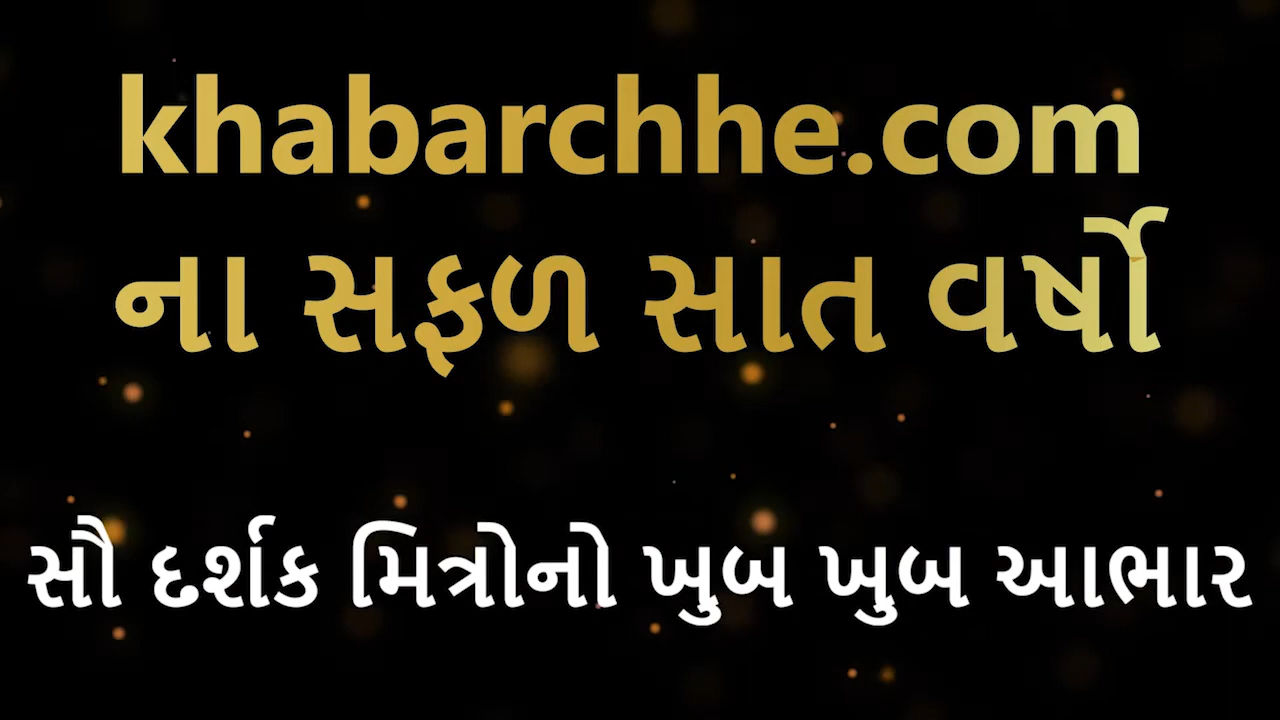 khabarchhe.com
ના સફળ સાત વર્ષો
સૌ દર્શક મિત્રોનો ખુબ ખુબ આભાર